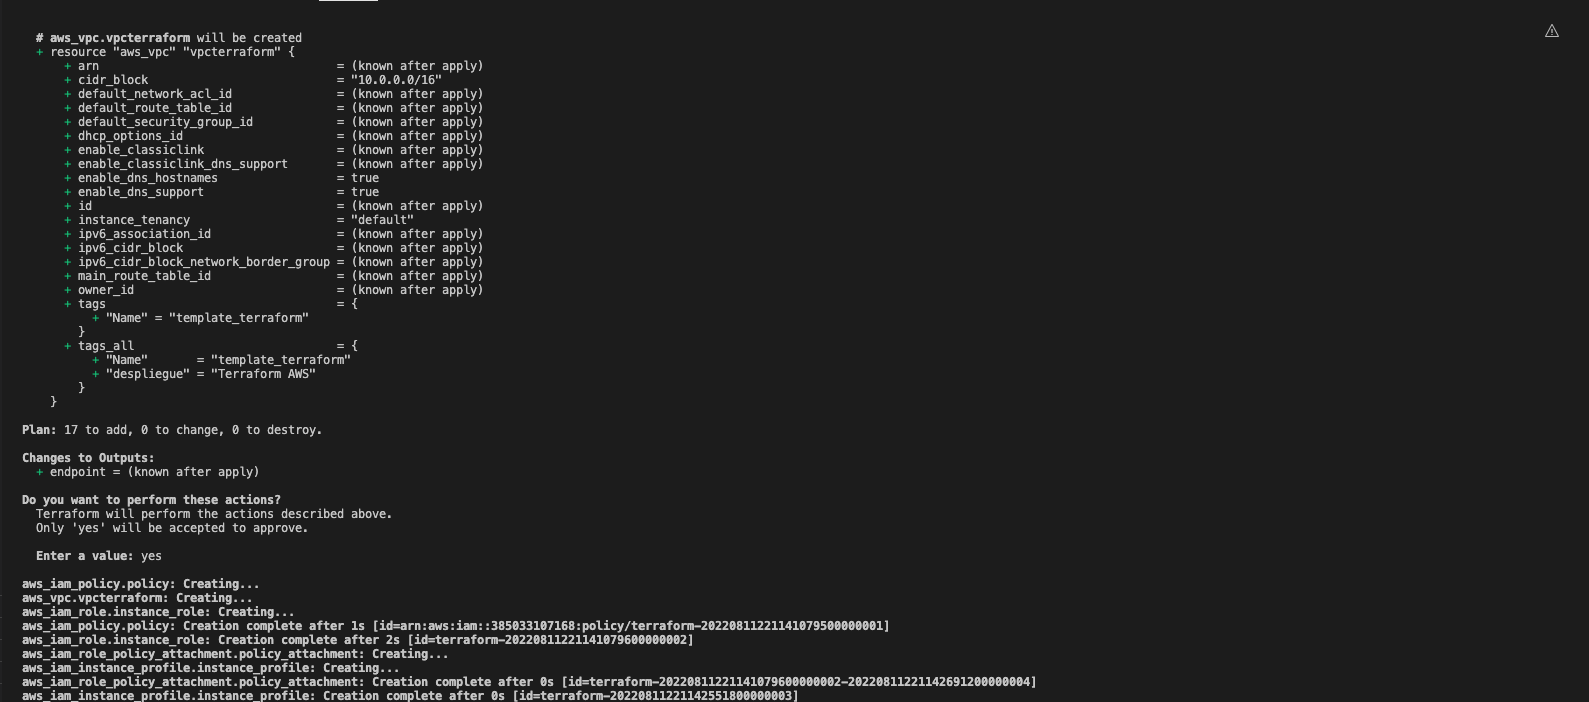 # aws_vpc.vpcterraform will be created
+ resource "aws_vpc" "vpcterraform" {
+ arn = (known after apply)
+ cidr_block = "10.0.0.0/16"
+ default_network_acl_id = (known after apply)
+ default_route_table_id = (known after apply)
+ default_security_group_id = (known after apply)
+ dhcp_options_id = (known after apply)
+ enable_classiclink = (known after apply)
+ enable_classiclink_dns_support = (known after apply)
+ enable_dns_hostnames = true
+ enable_dns_support = true
+ id = (known after apply)
+ instance_tenancy = "default"
+ ipv6_association_id = (known after apply)
+ ipv6_cidr_block = (known after apply)
+ ipv6_cidr_block_network_border_group = (known after apply)
+ main_route_table_id = (known after apply)
+ owner_id = (known after apply)
+ tags = {
+ "Name" = "template_terraform"
}
+ tags_all = {
+ "Name" = "template_terraform"
+ "despliegue" = "Terraform AWS"
}
}
Plan: 17 to add, 0 to change, 0 to destroy.
Changes to Outputs:
+ endpoint = (known after apply)
Do you want to perform these actions?
Terraform will perform the actions described above.
Only 'yes' will be accepted to approve.
Enter a value: yes
aws_iam_policy.policy: Creating...
aws_vpc.vpcterraform: Creating...
aws_iam_role.instance_role: Creating...
aws_iam_policy.policy: Creation complete after 1s [id=arn:aws:iam::385033107168:policy/terraform-20220811221141079500000001]
aws_iam_role.instance_role: Creation complete after 2s [id=terraform-20220811221141079600000002]
aws_iam_role_policy_attachment.policy_attachment: Creating...
aws_iam_instance_profile.instance_profile: Creating...
aws_iam_role_policy_attachment.policy_attachment: Creation complete after 0s [id=terraform-20220811221141079600000002-20220811221142691200000004]
aws_iam_instance_profile.instance_profile: Creation complete after 0s [id=terraform-20220811221142551800000003]